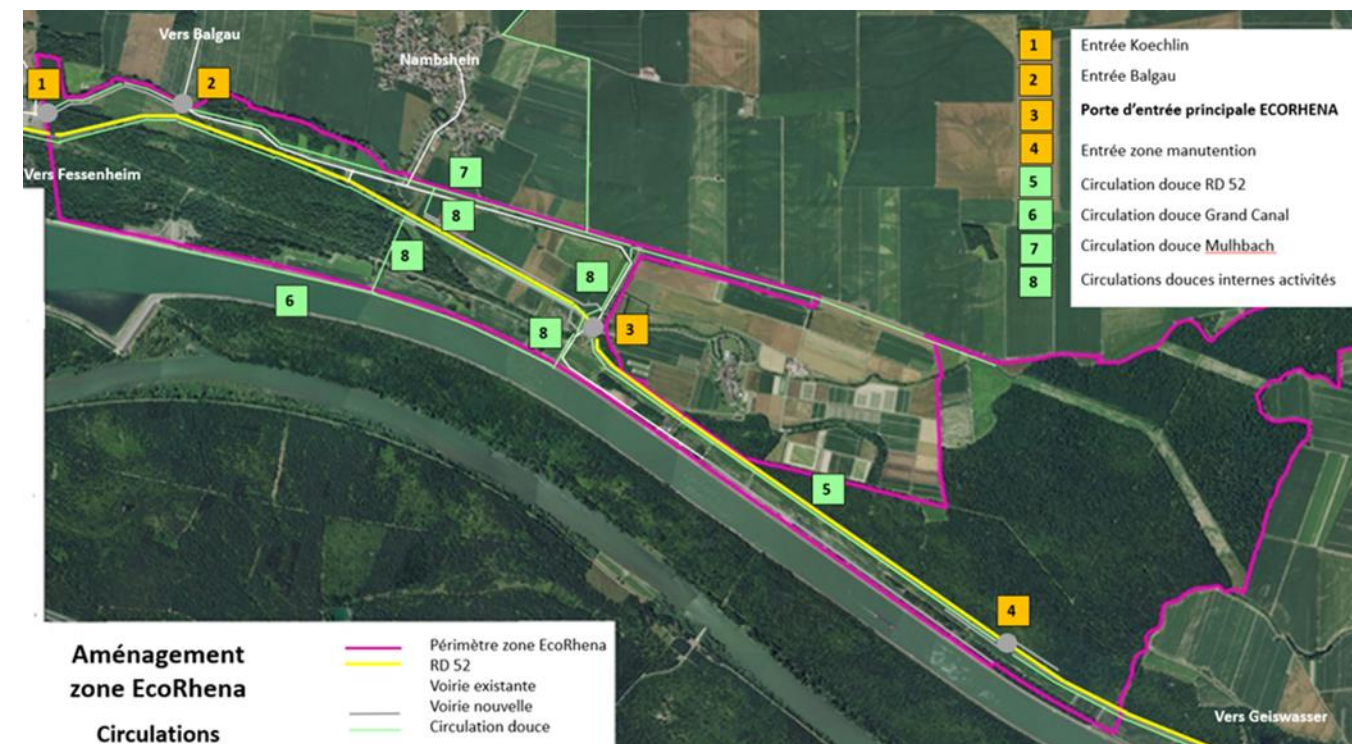 Vers Balgau
Nambshein
1
2
Vers Fessenheim
7
8
8
8
6
8
3
5
4
Vers Geiswasser
1 Entrée Koechlin
2 Entrée Balgau
3 Porte d'entrée principale ECORHENA
4 Entrée zone manutention
5 Circulation douce RD 52
6 Circulation douce Grand Canal
7 Circulation douce Mulhbach
8 Circulations douces internes activités
Aménagement
zone EcoRhena
Circulations
Périmètre zone EcoRhena
RD 52
Voirie existante
Voirie nouvelle
Circulation douce